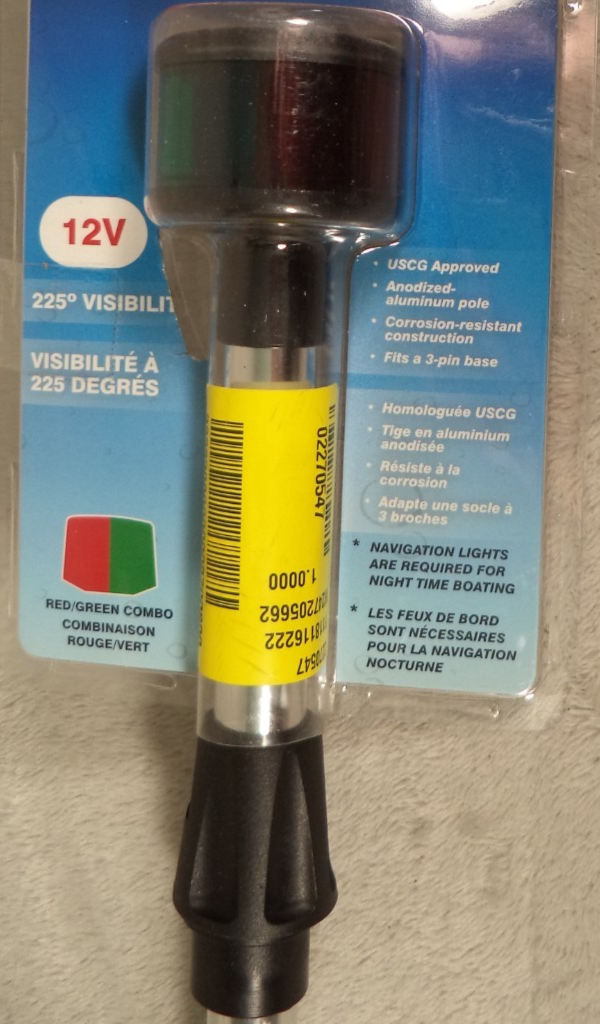 12V
225º VISIBILIT
VISIBILITÉ À
225 DEGRÉS
RED/GREEN COMBO
COMBINAISON
ROUGE/VERT
• USCG Approved
• Anodized-
aluminum pole
• Corrosion-resistant
construction
• Fits a 3-pin base
• Homologuée USCG
• Tige en aluminium
anodisée
• Résiste à la
corrosion
• Adapte une socle à
3 broches
* NAVIGATION LIGHTS
ARE REQUIRED FOR
NIGHT TIME BOATING
* LES FEUX DE BORD
SONT NÉCESSAIRES
POUR LA NAVIGATION
NOCTURNE
02270547
1.0000